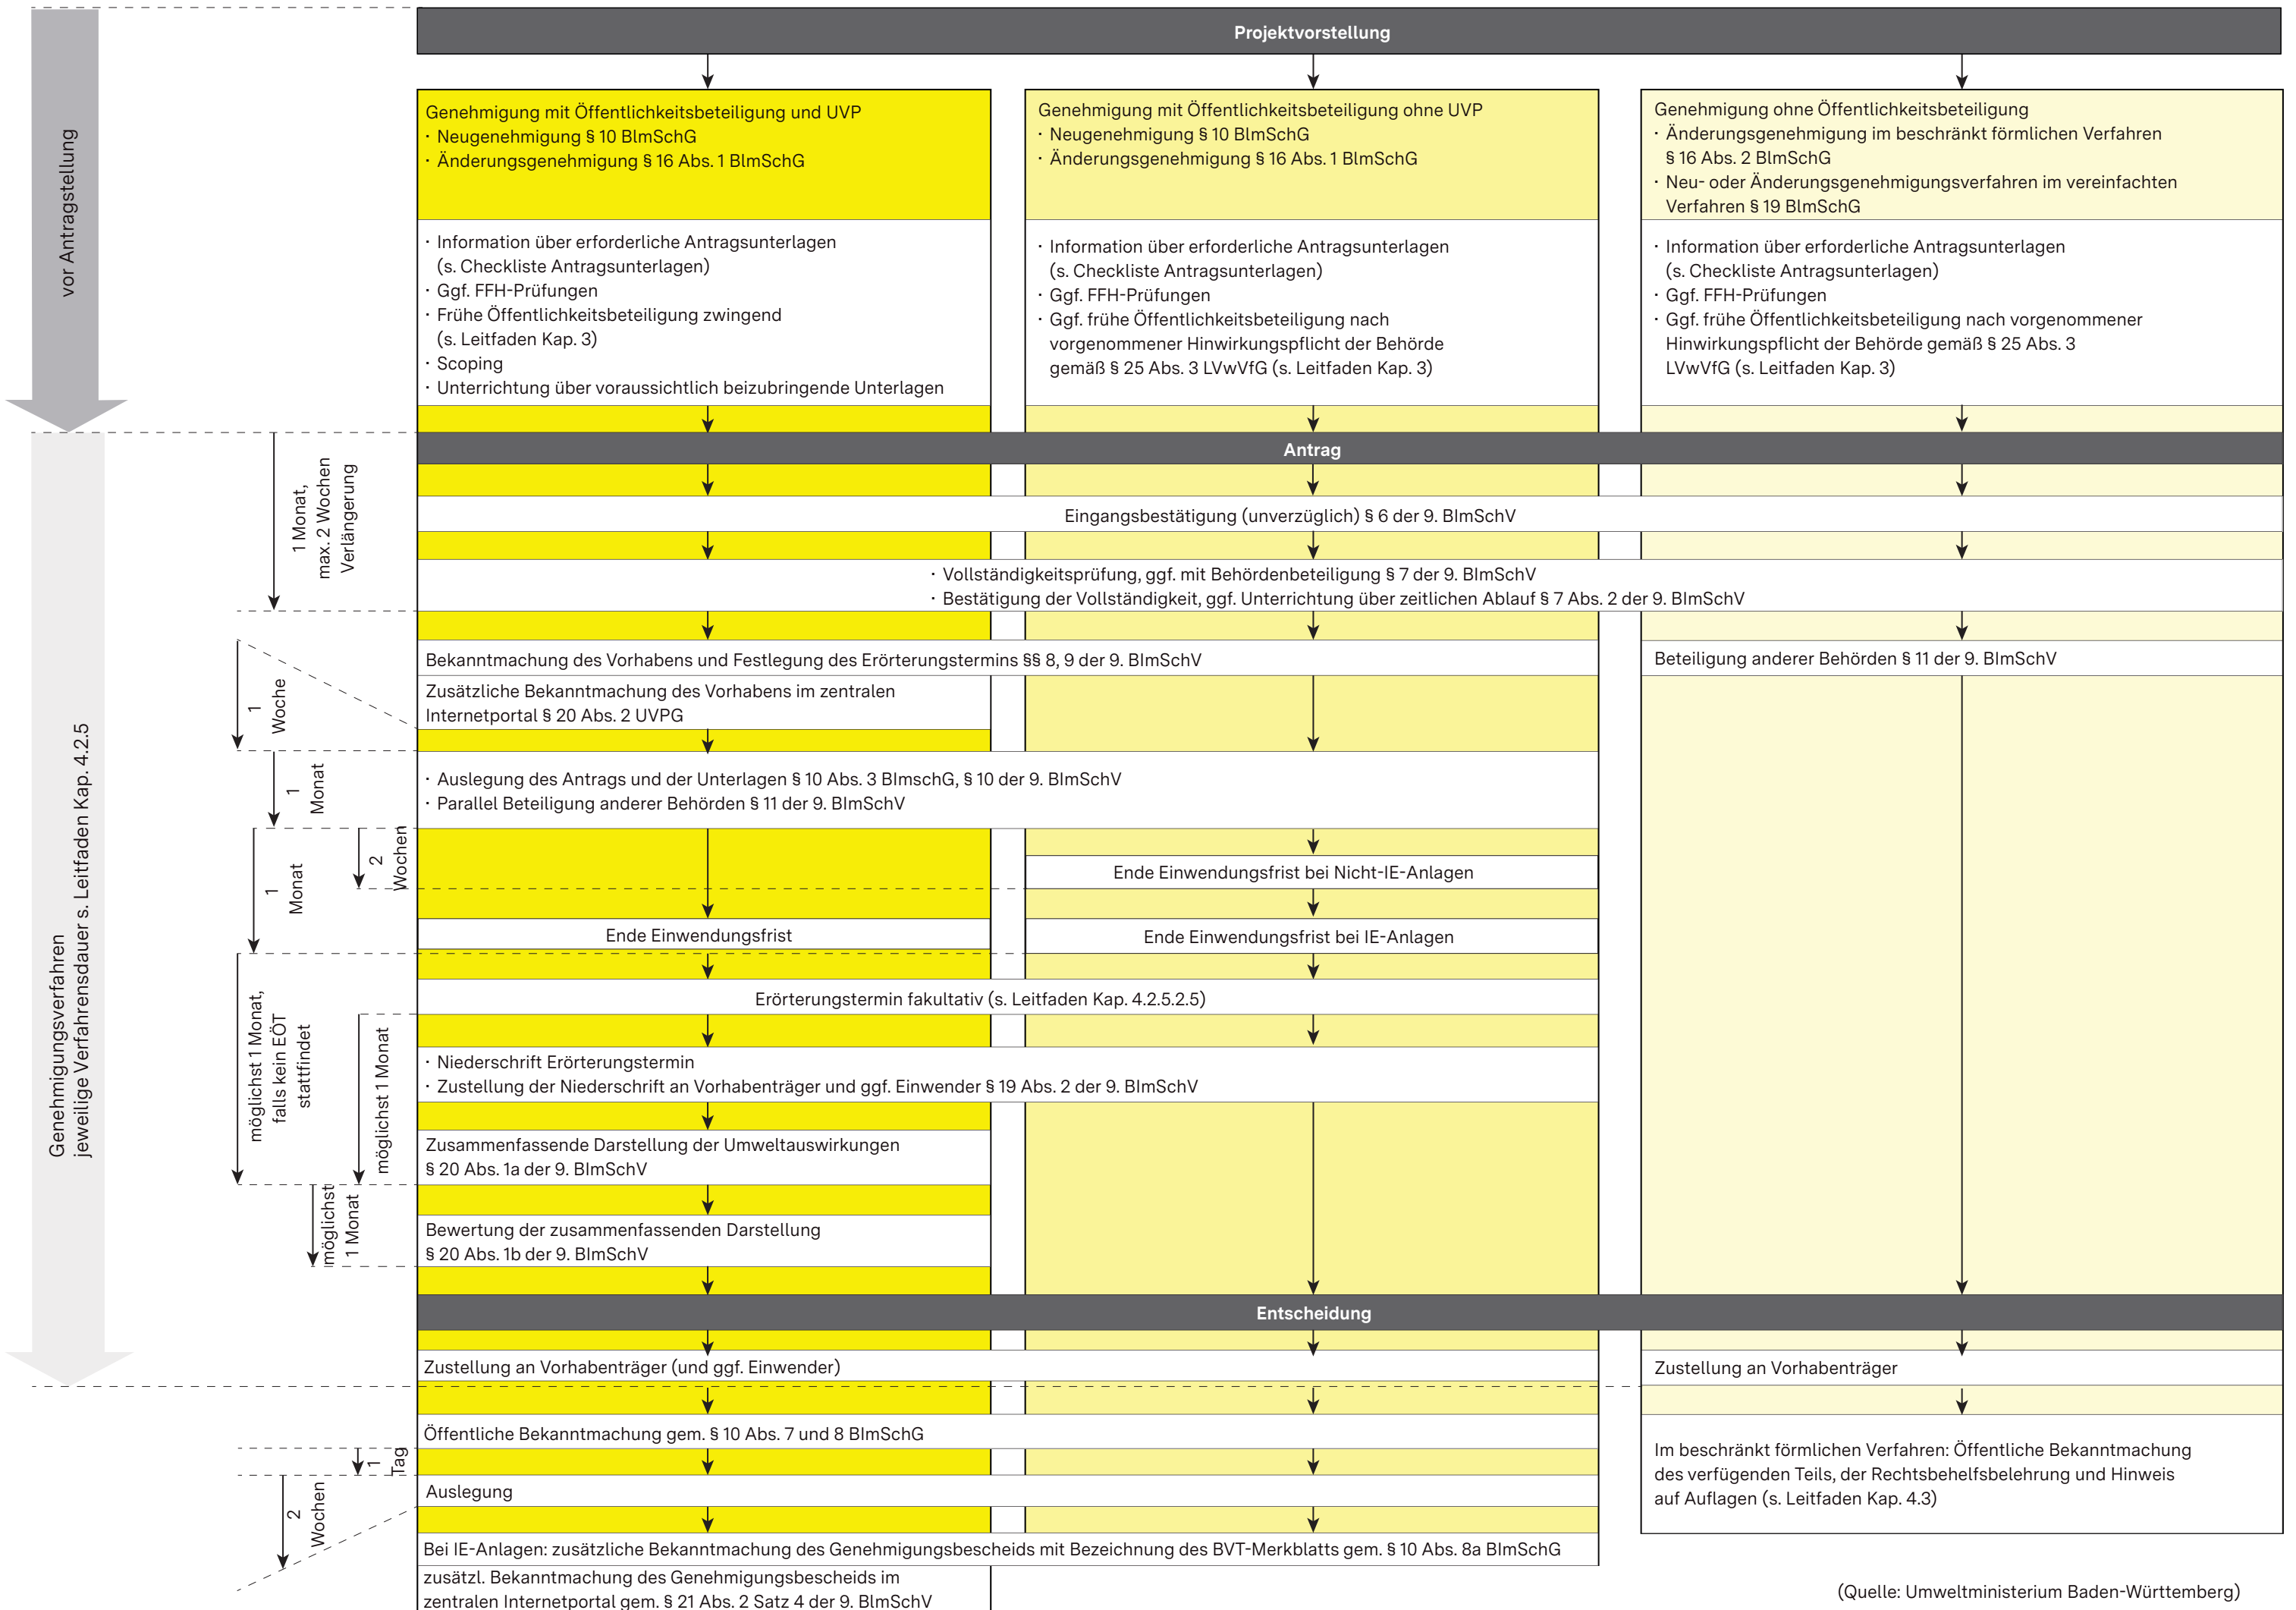 Projektvorstellung
vor Antragstellung
Genehmigung mit Öffentlichkeitsbeteiligung und UVP
· Neugenehmigung § 10 BImSchG
· Änderungsgenehmigung § 16 Abs. 1 BImSchG
Genehmigung mit Öffentlichkeitsbeteiligung ohne UVP
· Neugenehmigung § 10 BImSchG
· Änderungsgenehmigung § 16 Abs. 1 BImSchG
Genehmigung ohne Öffentlichkeitsbeteiligung
· Änderungsgenehmigung im beschränkt förmlichen Verfahren
§ 16 Abs. 2 BImSchG
· Neu- oder Änderungsgenehmigungsverfahren im vereinfachten
Verfahren § 19 BImSchG
· Information über erforderliche Antragsunterlagen
(s. Checkliste Antragsunterlagen)
· Ggf. FFH-Prüfungen
· Frühe Öffentlichkeitsbeteiligung zwingend
(s. Leitfaden Kap. 3)
· Scoping
· Unterrichtung über voraussichtlich beizubringende Unterlagen
· Information über erforderliche Antragsunterlagen
(s. Checkliste Antragsunterlagen)
· Ggf. FFH-Prüfungen
· Ggf. frühe Öffentlichkeitsbeteiligung nach
vorgenommener Hinwirkungspflicht der Behörde
gemäß § 25 Abs. 3 LVwVfG (s. Leitfaden Kap. 3)
· Information über erforderliche Antragsunterlagen
(s. Checkliste Antragsunterlagen)
· Ggf. FFH-Prüfungen
· Ggf. frühe Öffentlichkeitsbeteiligung nach vorgenommener
Hinwirkungspflicht der Behörde gemäß § 25 Abs. 3
LVwVfG (s. Leitfaden Kap. 3)
Antrag
Genehmigungsverfahren
jeweilige Verfahrensdauer s. Leitfaden Kap. 4.2.5
1 Monat,
max. 2 Wochen
Verlängerung
Eingangsbestätigung (unverzüglich) § 6 der 9. BImSchV
· Vollständigkeitsprüfung, ggf. mit Behördenbeteiligung § 7 der 9. BImSchV
· Bestätigung der Vollständigkeit, ggf. Unterrichtung über zeitlichen Ablauf § 7 Abs. 2 der 9. BImSchV
1
Woche
Bekanntmachung des Vorhabens und Festlegung des Erörterungstermins §§ 8, 9 der 9. BImSchV
Beteiligung anderer Behörden § 11 der 9. BImSchV
Zusätzliche Bekanntmachung des Vorhabens im zentralen
Internetportal § 20 Abs. 2 UVPG
1
Monat
· Auslegung des Antrags und der Unterlagen § 10 Abs. 3 BImschG, § 10 der 9. BImSchV
· Parallel Beteiligung anderer Behörden § 11 der 9. BImSchV
1
Monat
2
Wochen
Ende Einwendungsfrist bei Nicht-IE-Anlagen
Ende Einwendungsfrist
Ende Einwendungsfrist bei IE-Anlagen
möglichst 1 Monat,
falls kein EÖT
stattfindet
möglichst 1 Monat
Erörterungstermin fakultativ (s. Leitfaden Kap. 4.2.5.2.5)
· Niederschrift Erörterungstermin
· Zustellung der Niederschrift an Vorhabenträger und ggf. Einwender § 19 Abs. 2 der 9. BImSchV
Zusammenfassende Darstellung der Umweltauswirkungen
§ 20 Abs. 1a der 9. BImSchV
möglichst
1 Monat
Bewertung der zusammenfassenden Darstellung
§ 20 Abs. 1b der 9. BImSchV
Entscheidung
Zustellung an Vorhabenträger (und ggf. Einwender)
Zustellung an Vorhabenträger
Öffentliche Bekanntmachung gem. § 10 Abs. 7 und 8 BImSchG
1
Tag
2
Wochen
Auslegung
Im beschränkt förmlichen Verfahren: Öffentliche Bekanntmachung
des verfügenden Teils, der Rechtsbehelfsbelehrung und Hinweis
auf Auflagen (s. Leitfaden Kap. 4.3)
Bei IE-Anlagen: zusätzliche Bekanntmachung des Genehmigungsbescheids mit Bezeichnung des BVT-Merkblatts gem. § 10 Abs. 8a BImSchG
zusätzl. Bekanntmachung des Genehmigungsbescheids im
zentralen Internetportal gem. § 21 Abs. 2 Satz 4 der 9. BImSchV
(Quelle: Umweltministerium Baden-Württemberg)